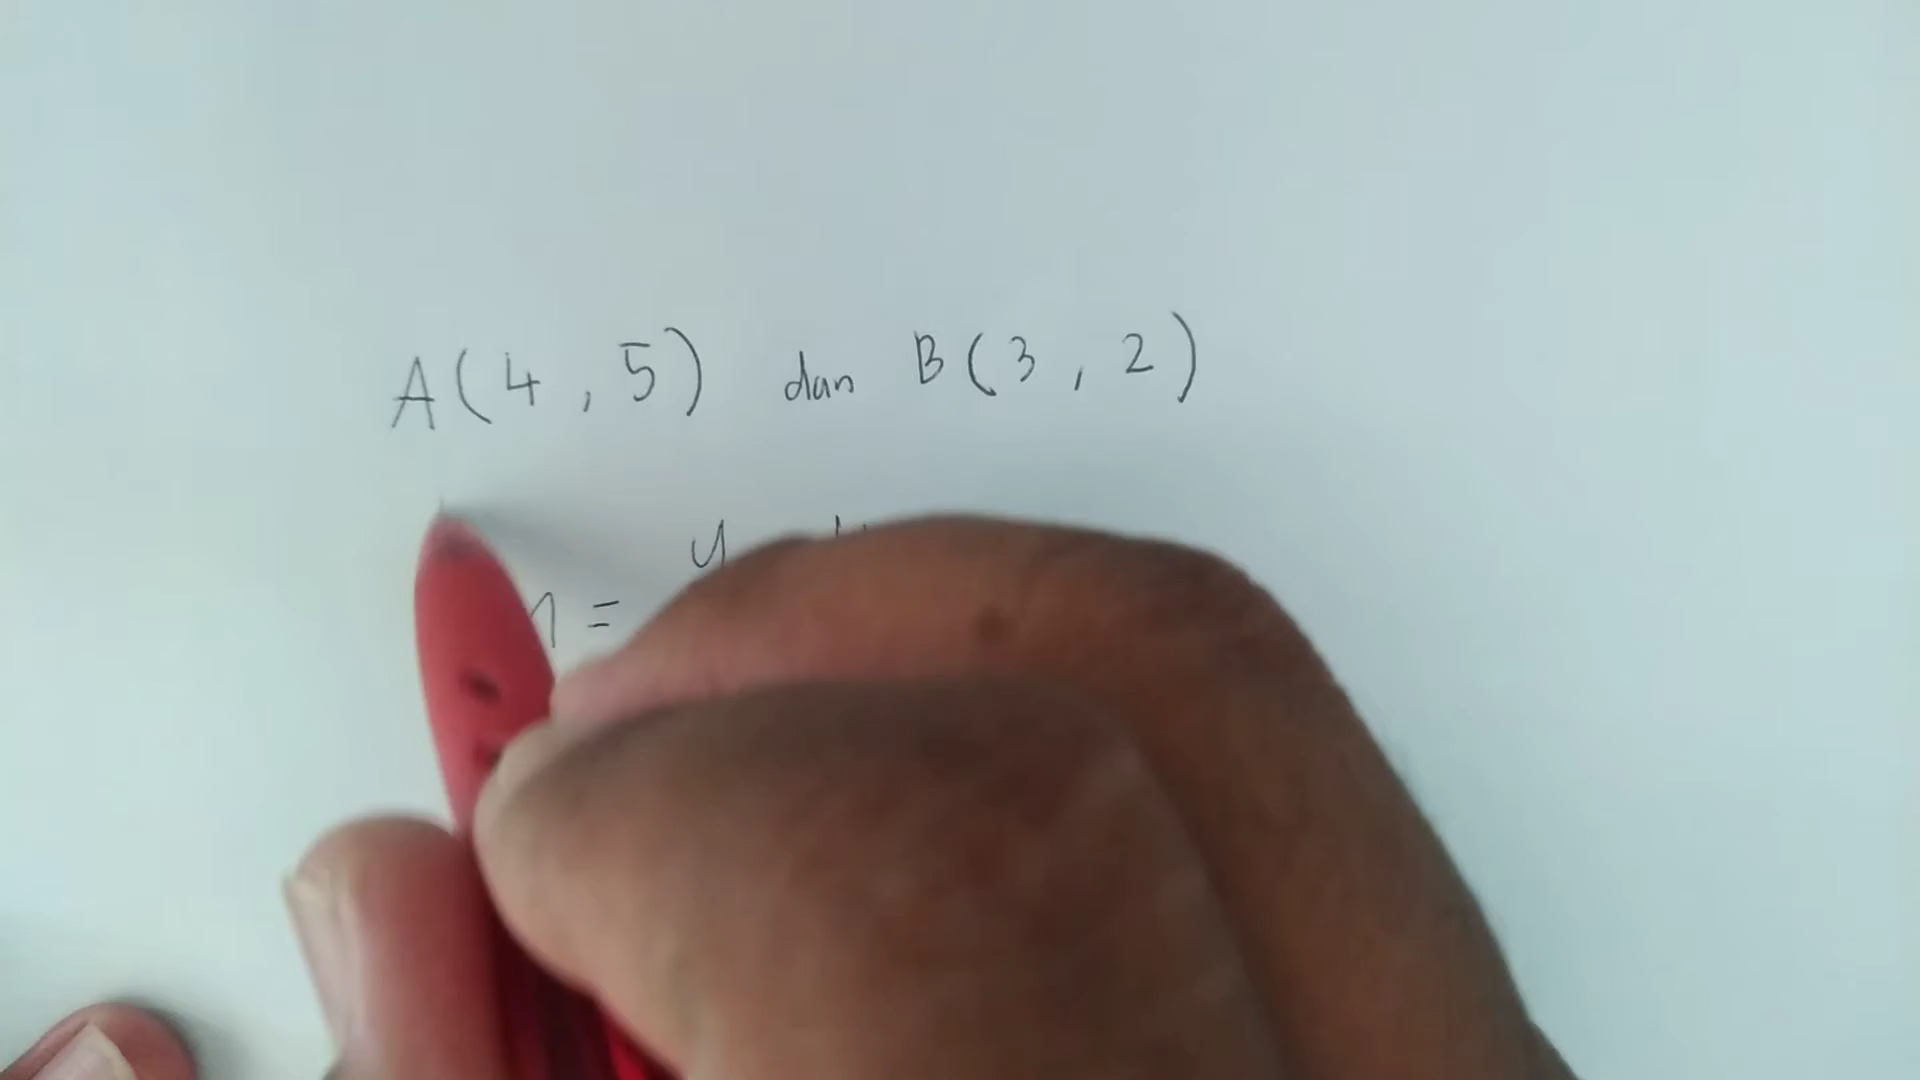 A(4, 5) dan B(3, 2)
=